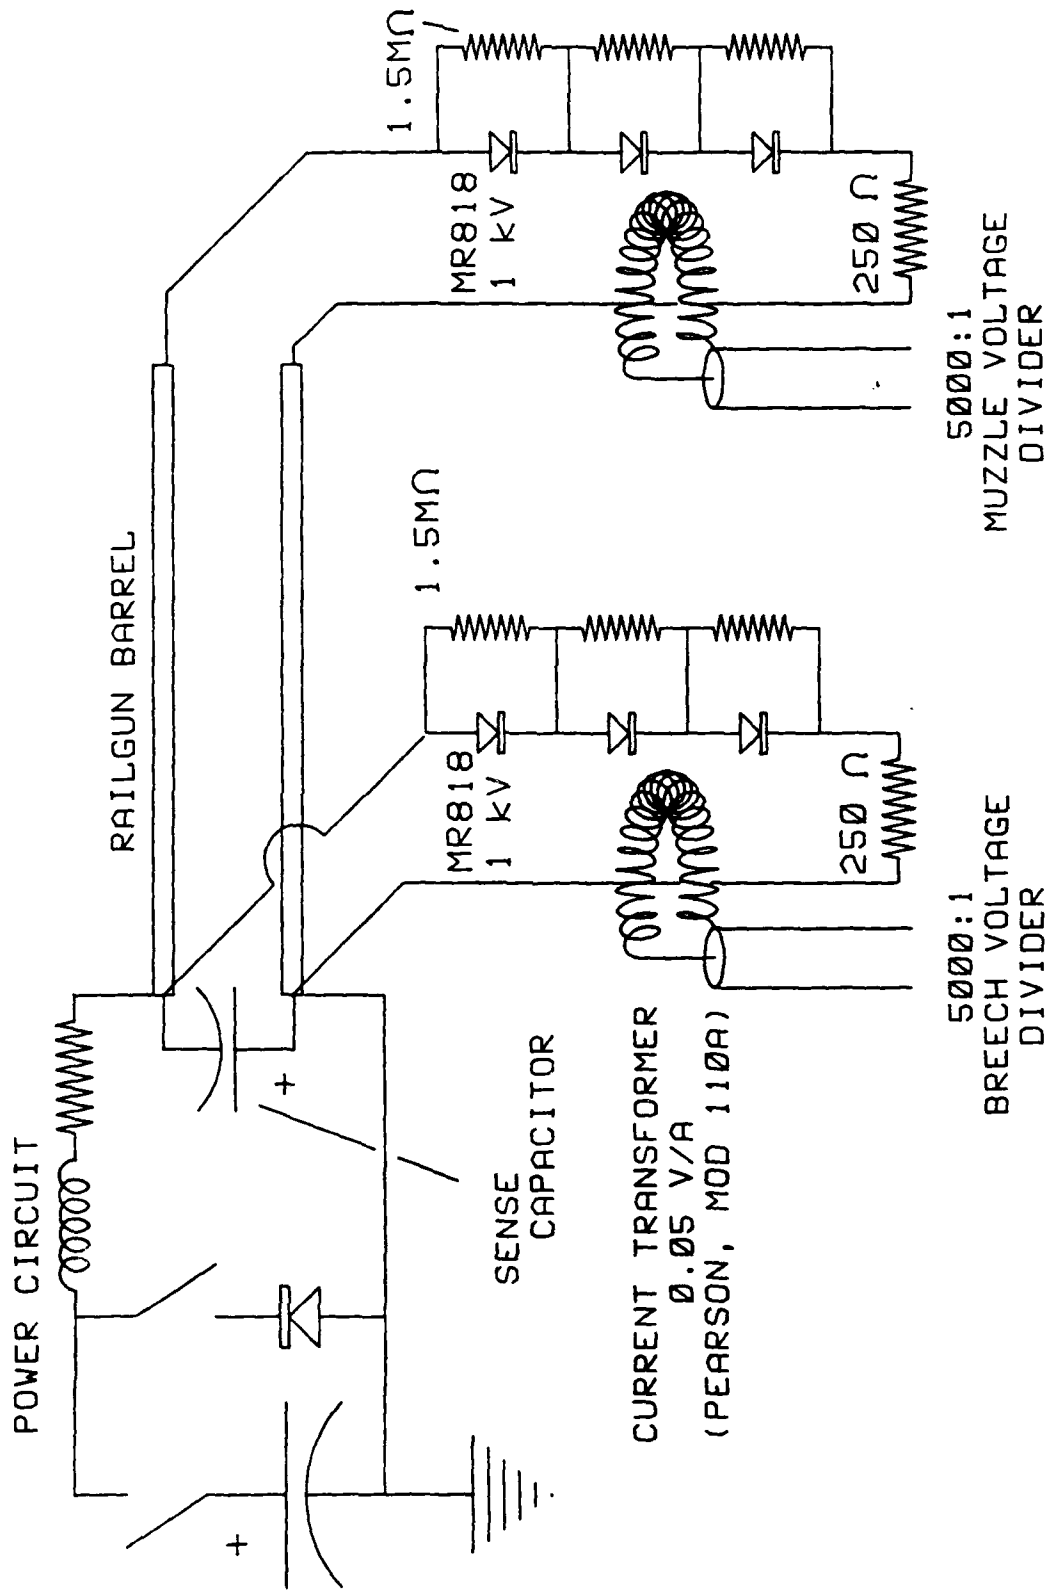 POWER CIRCUIT
RAILGUN BARREL
+
+
SENSE
CAPACITOR
1.5MΩ
1.5MΩ
MR818
1 kV
MR818
1 kV
CURRENT TRANSFORMER
0.05 V/A
(PEARSON, MOD 110A)
250 Ω
250 Ω
5000:1
BREECH VOLTAGE
DIVIDER
5000:1
MUZZLE VOLTAGE
DIVIDER